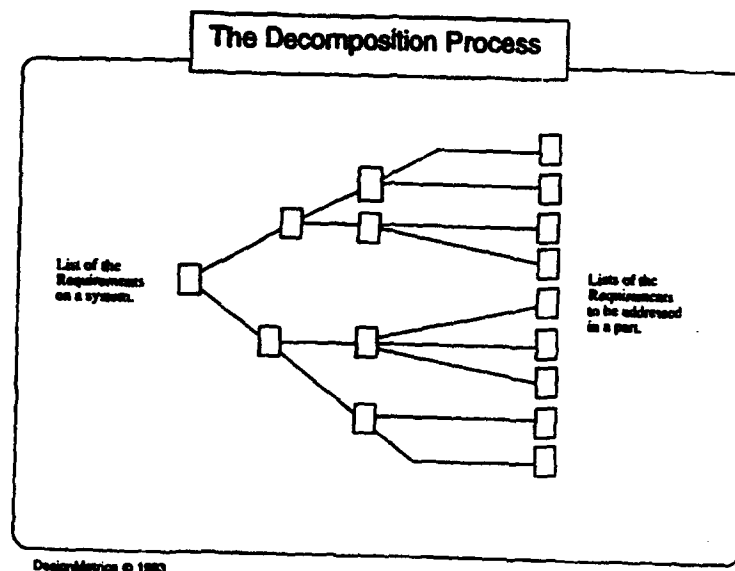 The Decomposition Process
List of the
Requirements
on a system.
Lists of the
Requirements
to be addressed
in a part.
DesignMetrics © 1993